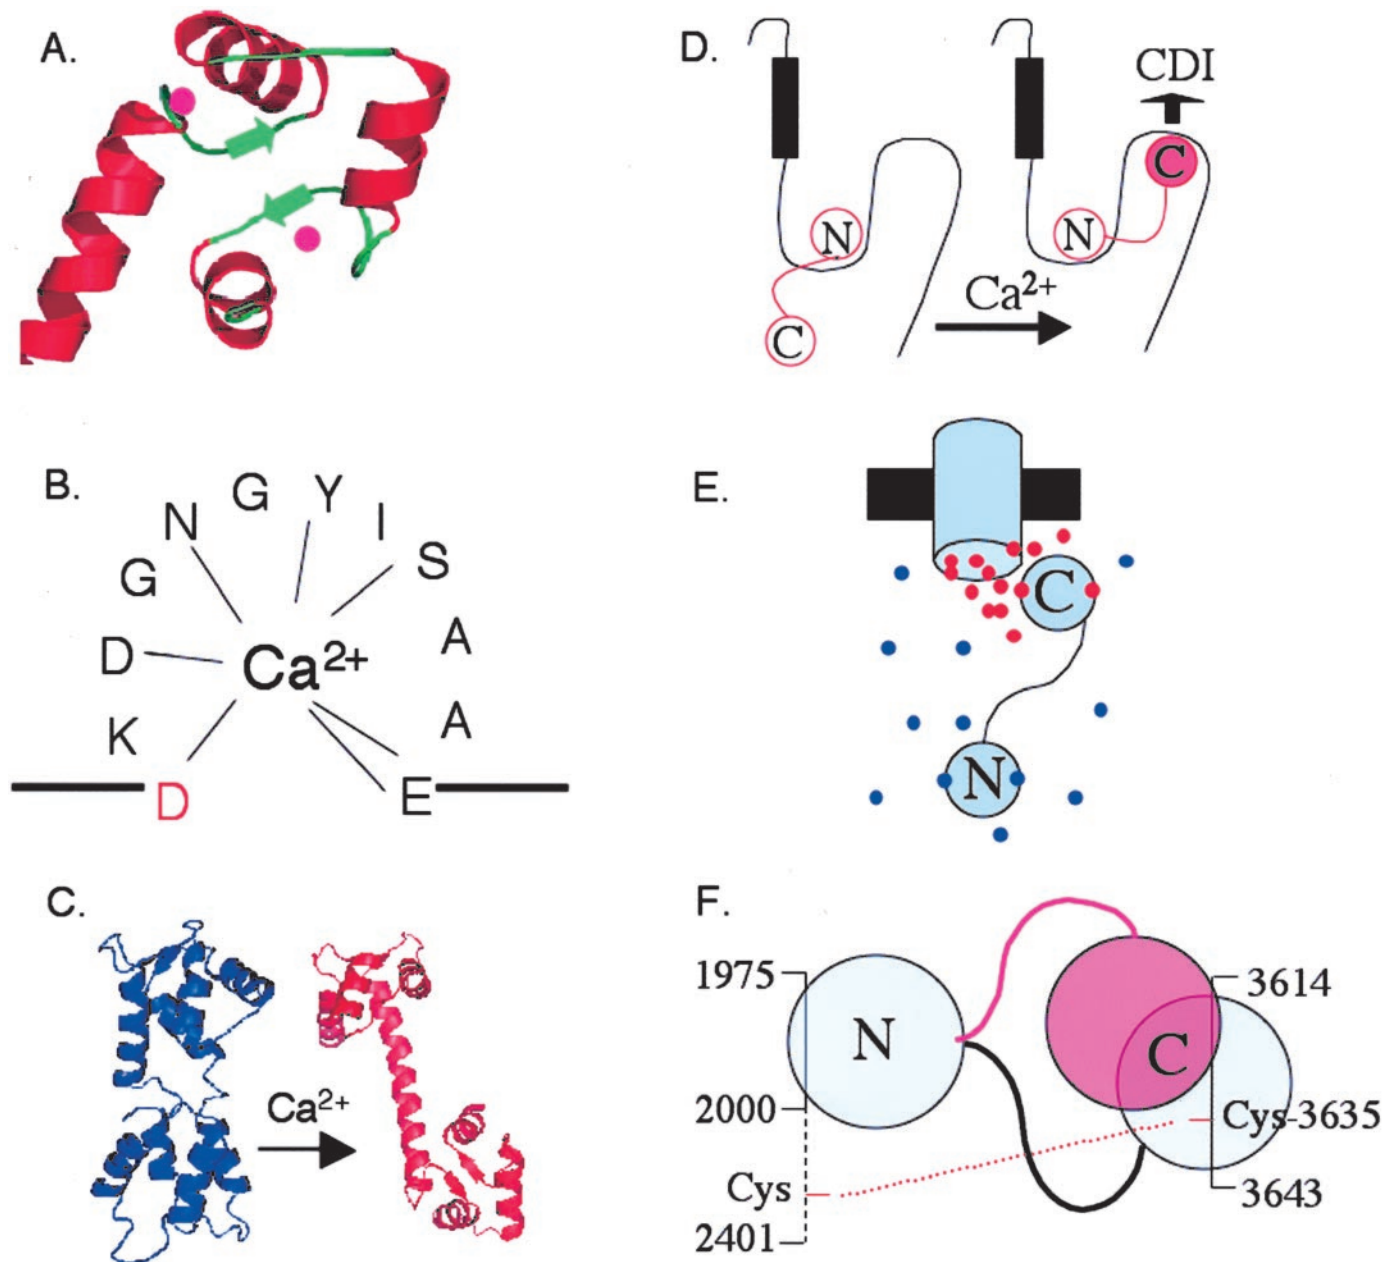 A.
B.
G
Y
N
I
G
S
D
Ca2+
A
K
A
D
E
C.
Ca2+
D.
CDI
C
N
N
Ca2+
C
E.
C
N
F.
1975
3614
N
C
2000
Cys-3635
Cys
3643
2401